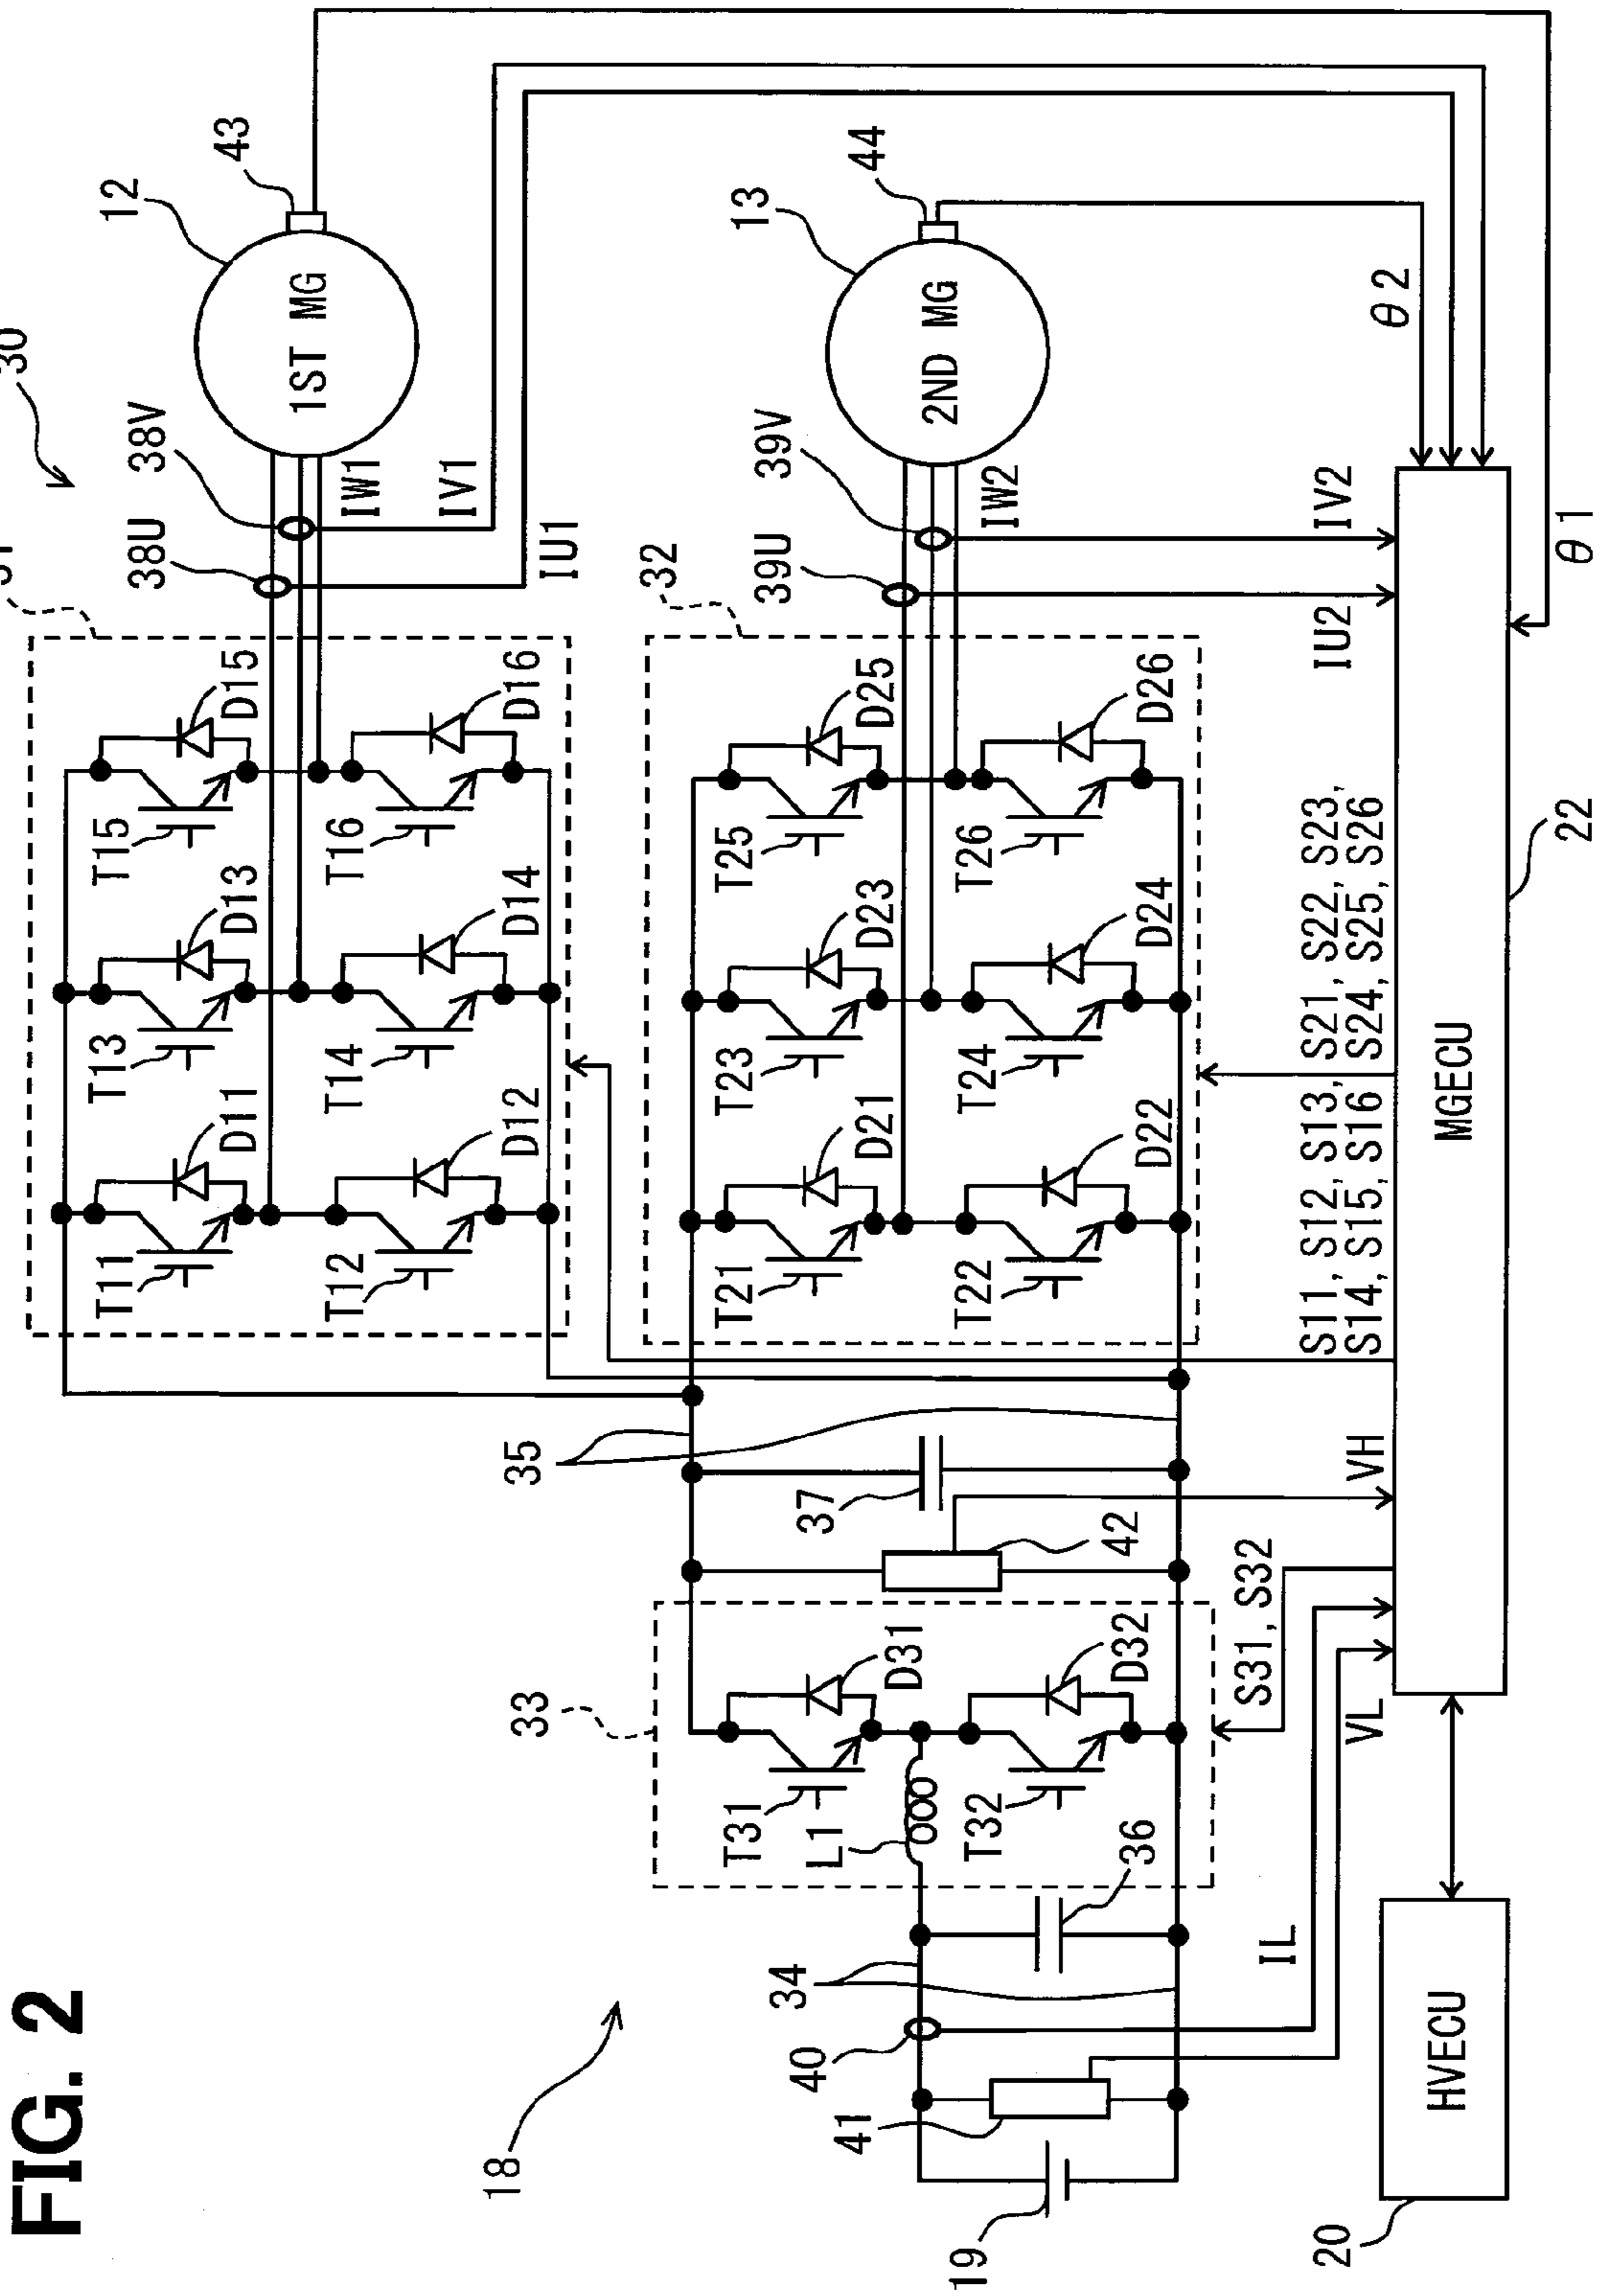 FIG. 2
30
12
43
38V
38U
1ST MG
IW1
IV1
IU1
T11
D11
T13
D13
T15
D15
T12
D12
T14
D14
T16
D16
32
13
44
39V
39U
2ND MG
IW2
T21
D21
T23
D23
T25
D25
T22
D22
T24
D24
T26
D26
18
33
35
37
42
T31
D31
L1
T32
D32
36
34
40
41
19
IL
VL
S31, S32
VH
S11, S12, S13, S21, S22, S23,
S14, S15, S16 S24, S25, S26
IU2
IV2
θ2
θ1
HVECU
20
MGECU
22